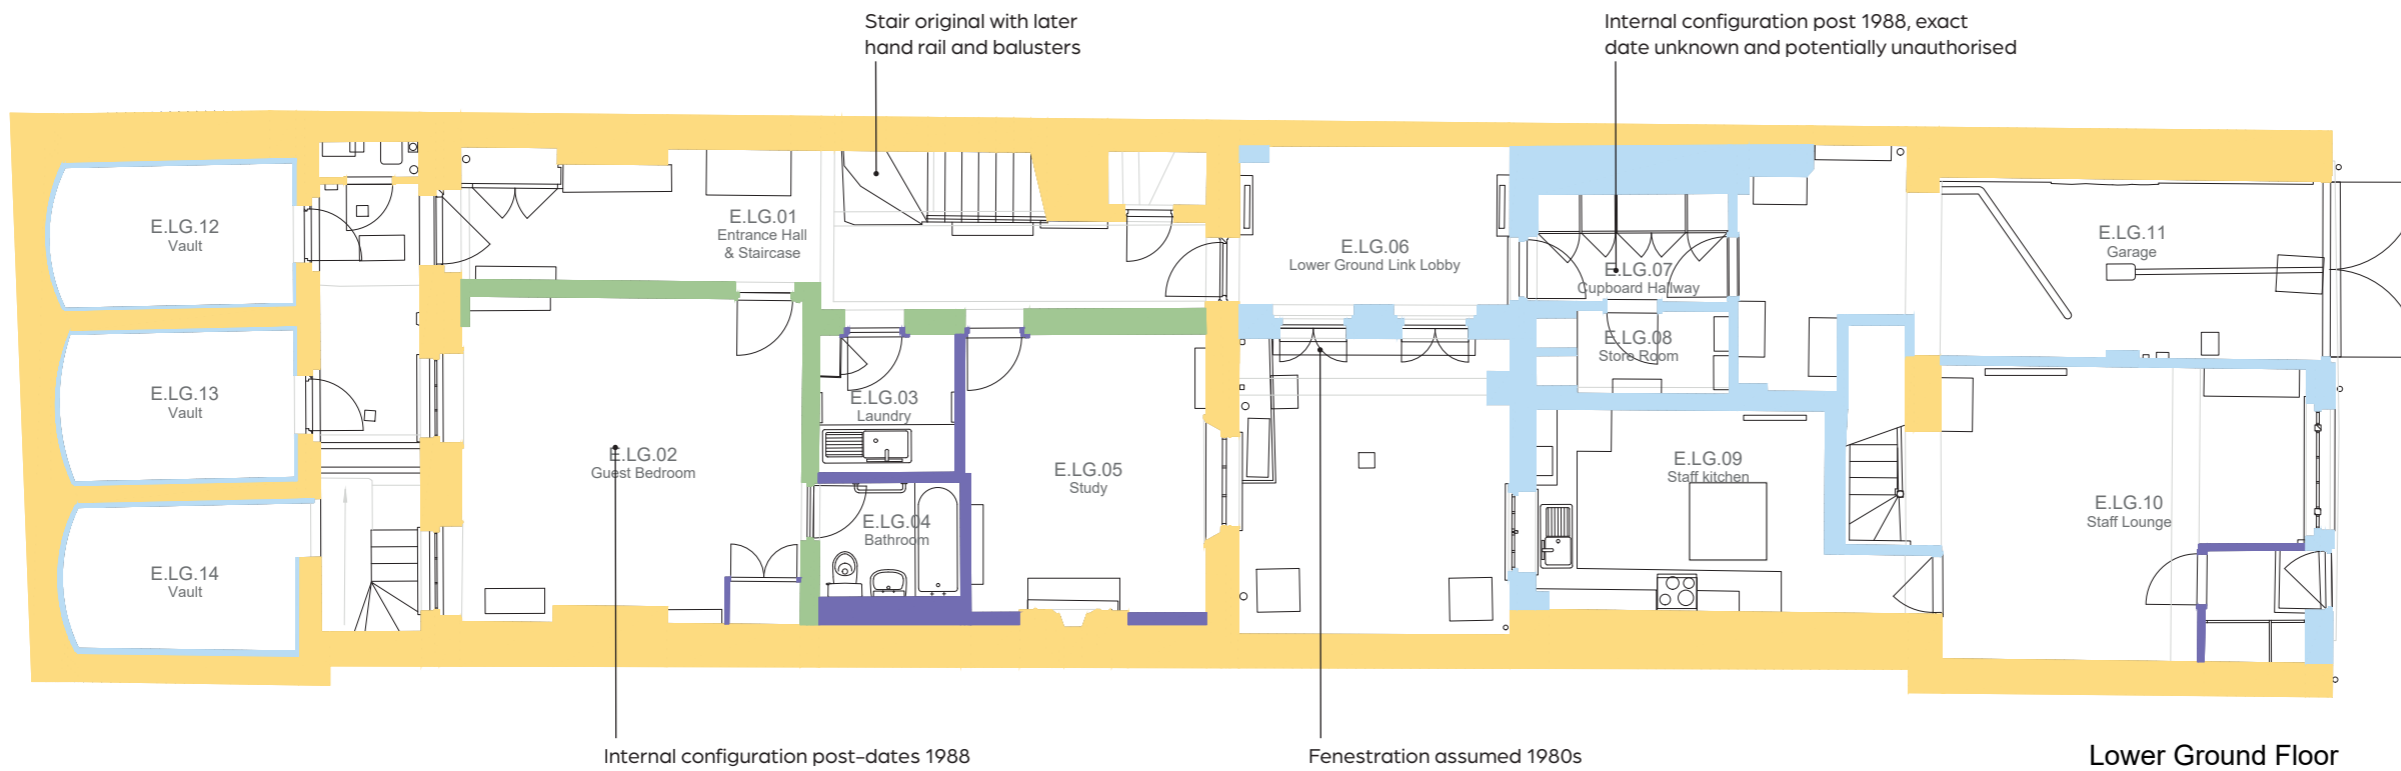 Stair original with later
hand rail and balusters
Internal configuration post 1988, exact
date unknown and potentially unauthorised
E.LG.12
Vault
E.LG.01
Entrance Hall
& Staircase
E.LG.06
Lower Ground Link Lobby
E.LG.07
Cupboard Hallway
E.LG.11
Garage
E.LG.13
Vault
E.LG.03
Laundry
E.LG.08
Store Room
E.LG.02
Guest Bedroom
E.LG.05
Study
E.LG.09
Staff kitchen
E.LG.04
Bathroom
E.LG.10
Staff Lounge
E.LG.14
Vault
Internal configuration post-dates 1988
Fenestration assumed 1980s
Lower Ground Floor